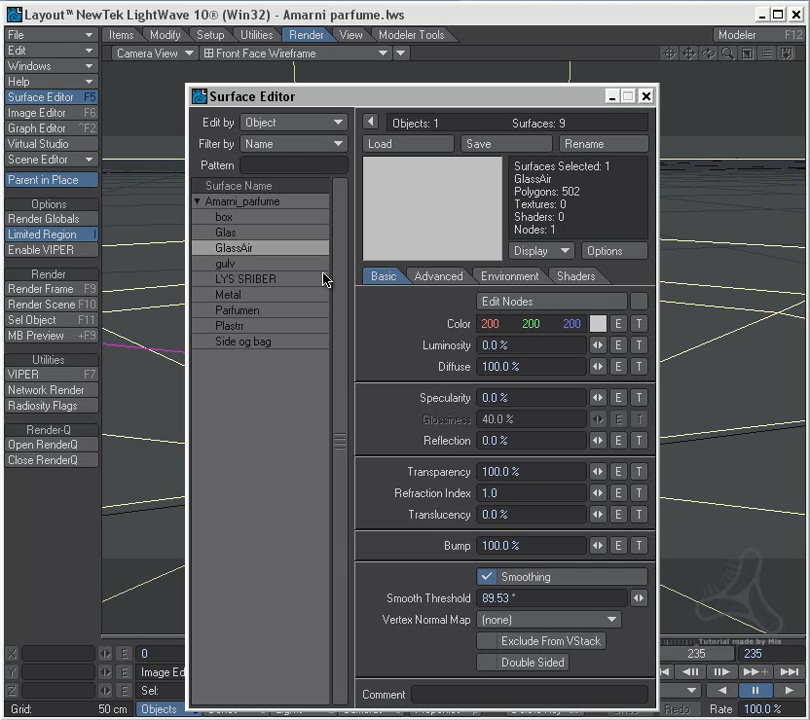 Layout™ NewTek LightWave 10® (Win32) - Amarni parfume.lws
File
Items Modify Setup Utilities Render View Modeler Tools Modeler F12
Edit
Camera View Front Face Wireframe
Windows
Help
Surface Editor F5
Image Editor F6
Graph Editor ^F2
Virtual Studio
Scene Editor
Parent in Place
Options
Render Globals
Limited Region l
Enable VIPER
Render
Render Frame F9
Render Scene F10
Sel Object F11
MB Preview +F9
Utilities
VIPER F7
Network Render
Radiosity Flags
Render-Q
Open RenderQ
Close RenderQ
Surface Editor
Edit by Object
Filter by Name
Pattern
Surface Name
Amarni_parfume
box
Glas
GlassAir
gulv
LYS SRIBER
Metal
Parfumen
Plastrr
Side og bag
Objects: 1 Surfaces: 9
Load Save Rename
Surfaces Selected: 1
GlassAir
Polygons: 502
Textures: 0
Shaders: 0
Nodes: 1
Display Options
Basic Advanced Environment Shaders
Edit Nodes
Color 200 200 200 E T
Luminosity 0.0 % E T
Diffuse 100.0 % E T
Specularity 0.0 % E T
Glossiness 40.0 % E T
Reflection 0.0 % E T
Transparency 100.0 % E T
Refraction Index 1.0 E T
Translucency 0.0 % E T
Bump 100.0 % E T
Smoothing
Smooth Threshold 89.53 °
Vertex Normal Map (none)
Exclude From VStack
Double Sided
Comment
Tutorial made by Mis
X E 0
235 235
Y E Image Ed
Z E Sel:
Grid: 50 cm Objects
Redo Rate 100.0 %